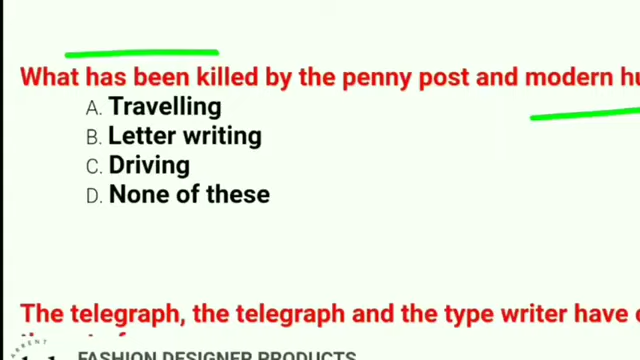 What has been killed by the penny post and modern hu
A. Travelling
B. Letter writing
C. Driving
D. None of these
The telegraph, the telegraph and the type writer have
FASHION DESIGNER PRODUCTS